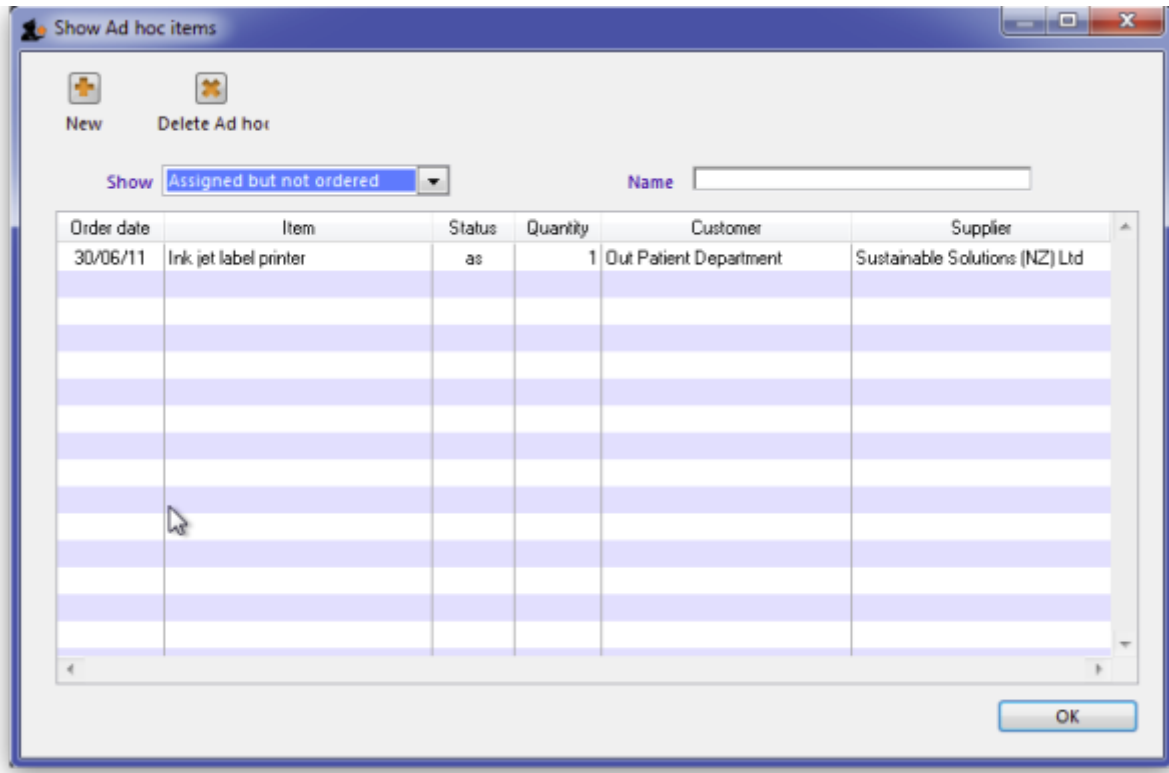 Show Ad hoc items
New Delete Ad hoc
Show Assigned but not ordered Name
Order date Item Status Quantity Customer Supplier
30/06/11 Ink jet label printer as 1 Out Patient Department Sustainable Solutions (NZ) Ltd
OK